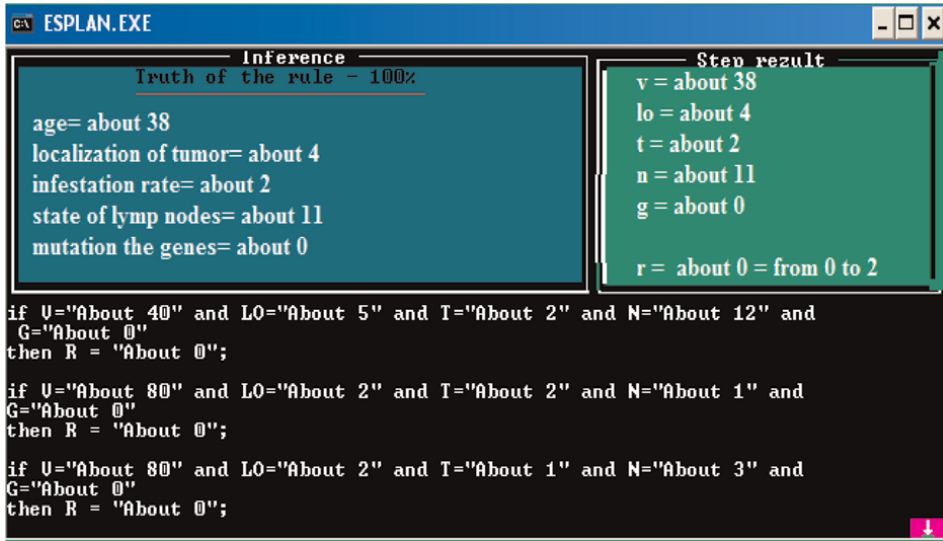 ESPLAN.EXE
Inference
Truth of the rule - 100%
age= about 38
localization of tumor= about 4
infestation rate= about 2
state of lymp nodes= about 11
mutation the genes= about 0
Step rezult
v = about 38
lo = about 4
t = about 2
n = about 11
g = about 0
r = about 0 = from 0 to 2
if V="About 40" and LO="About 5" and T="About 2" and N="About 12" and
G="About 0"
then R = "About 0";
if V="About 80" and LO="About 2" and T="About 2" and N="About 1" and
G="About 0"
then R = "About 0";
if V="About 80" and LO="About 2" and T="About 1" and N="About 3" and
G="About 0"
then R = "About 0";